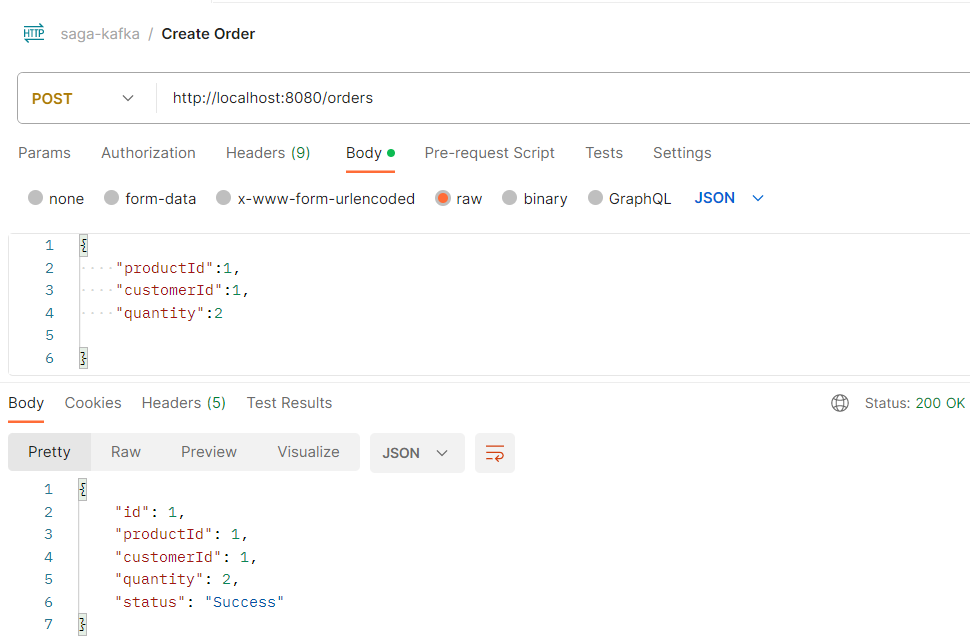 HTTP saga-kafka / Create Order
POST http://localhost:8080/orders
Params Authorization Headers (9) Body Pre-request Script Tests Settings
none form-data x-www-form-urlencoded raw binary GraphQL JSON
1 {
2 ····"productId":1,
3 ····"customerId":1,
4 ····"quantity":2
5
6 }
Body Cookies Headers (5) Test Results Status: 200 OK
Pretty Raw Preview Visualize JSON
1 {
2 "id": 1,
3 "productId": 1,
4 "customerId": 1,
5 "quantity": 2,
6 "status": "Success"
7 }